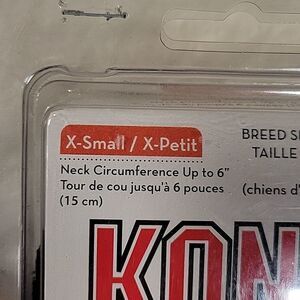 X-Small / X-Petit
Neck Circumference Up to 6"
Tour de cou jusqu'à 6 pouces
(15 cm)
BREED
TAILLE
(chiens d'
KON